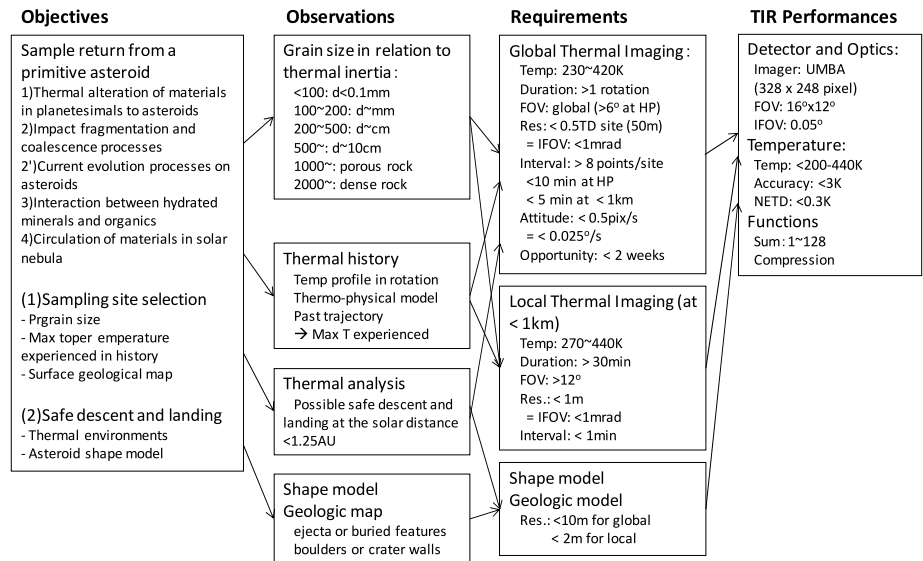 Objectives
Sample return from a
primitive asteroid
1)Thermal alteration of materials
in planetesimals to asteroids
2)Impact fragmentation and
coalescence processes
2')Current evolution processes on
asteroids
3)Interaction between hydrated
minerals and organics
4)Circulation of materials in solar
nebula
(1)Sampling site selection
- Prgrain size
- Max toper emperature
experienced in history
- Surface geological map
(2)Safe descent and landing
- Thermal environments
- Asteroid shape model
Observations
Grain size in relation to
thermal inertia :
<100: d<0.1mm
100~200: d~mm
200~500: d~cm
500~: d~10cm
1000~: porous rock
2000~: dense rock
Thermal history
Temp profile in rotation
Thermo-physical model
Past trajectory
→ Max T experienced
Thermal analysis
Possible safe descent and
landing at the solar distance
<1.25AU
Shape model
Geologic map
ejecta or buried features
boulders or crater walls
Requirements
Global Thermal Imaging :
Temp: 230~420K
Duration: >1 rotation
FOV: global (>6º at HP)
Res: < 0.5TD site (50m)
= IFOV: <1mrad
Interval: > 8 points/site
<10 min at HP
< 5 min at < 1km
Attitude: < 0.5pix/s
= < 0.025º/s
Opportunity: < 2 weeks
Local Thermal Imaging (at
< 1km)
Temp: 270~440K
Duration: > 30min
FOV: >12º
Res.: < 1m
= IFOV: <1mrad
Interval: < 1min
Shape model
Geologic model
Res.: <10m for global
< 2m for local
TIR Performances
Detector and Optics:
Imager: UMBA
(328 x 248 pixel)
FOV: 16ºx12º
IFOV: 0.05º
Temperature:
Temp: <200-440K
Accuracy: <3K
NETD: <0.3K
Functions
Sum: 1~128
Compression